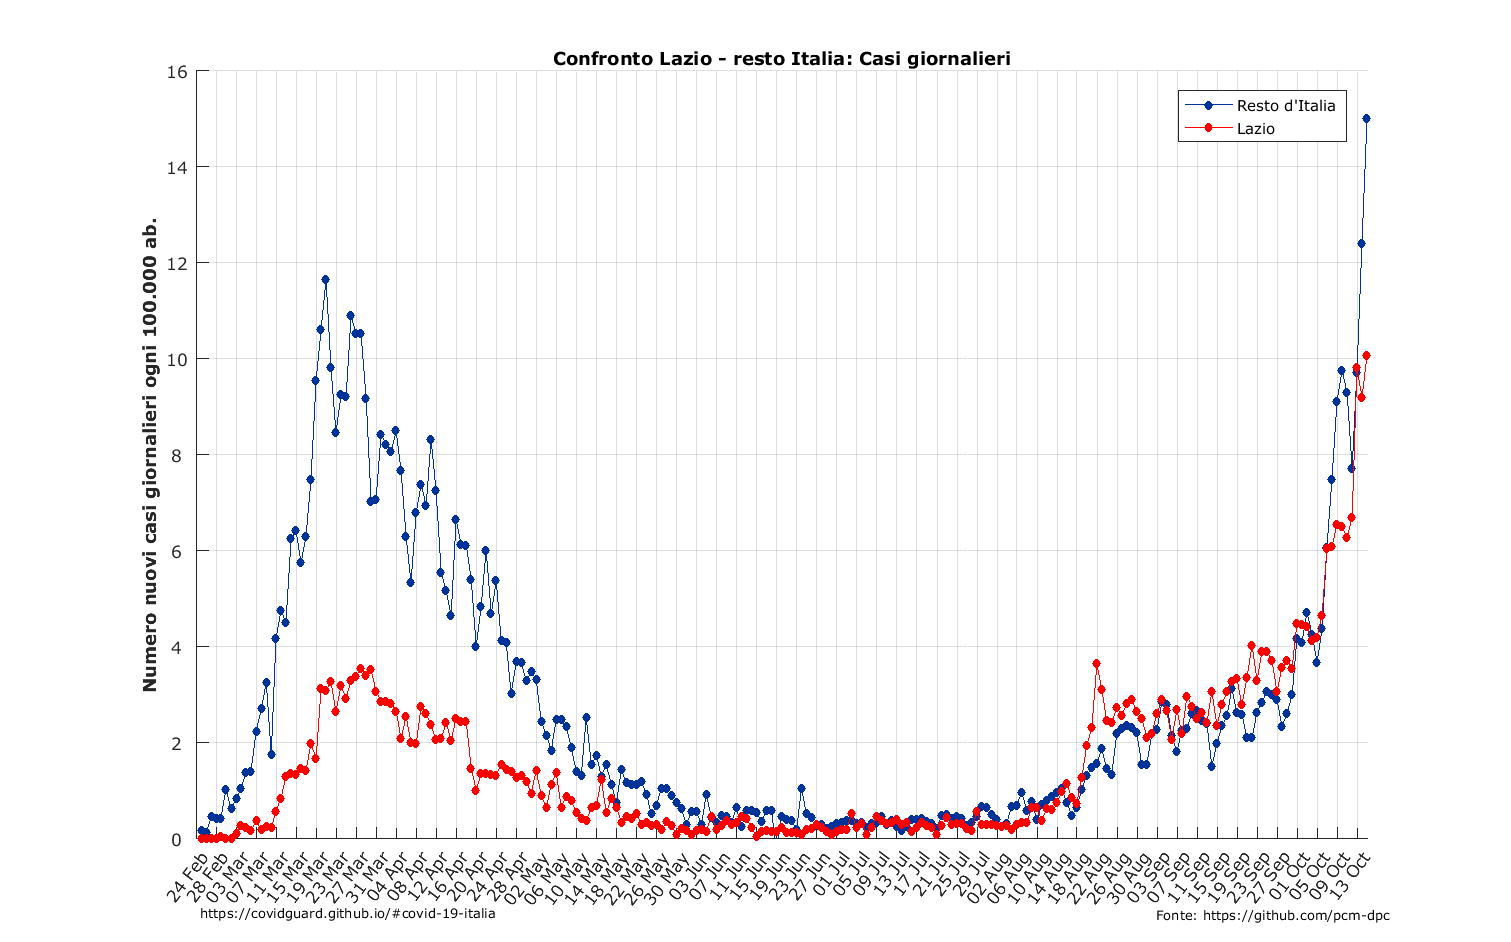 Confronto Lazio - resto Italia: Casi giornalieri
Resto d'Italia
Lazio
Numero nuovi casi giornalieri ogni 100.000 ab.
16
14
12
10
8
6
4
2
0
24 Feb
28 Feb
03 Mar
07 Mar
11 Mar
15 Mar
19 Mar
23 Mar
27 Mar
31 Mar
04 Apr
08 Apr
12 Apr
16 Apr
20 Apr
24 Apr
28 Apr
02 May
06 May
10 May
14 May
18 May
22 May
26 May
30 May
03 Jun
07 Jun
11 Jun
15 Jun
19 Jun
23 Jun
27 Jun
01 Jul
05 Jul
09 Jul
13 Jul
17 Jul
21 Jul
25 Jul
29 Jul
02 Aug
06 Aug
10 Aug
14 Aug
18 Aug
22 Aug
26 Aug
30 Aug
03 Sep
07 Sep
11 Sep
15 Sep
19 Sep
23 Sep
27 Sep
01 Oct
05 Oct
09 Oct
13 Oct
https://covidguard.github.io/#covid-19-italia
Fonte: https://github.com/pcm-dpc